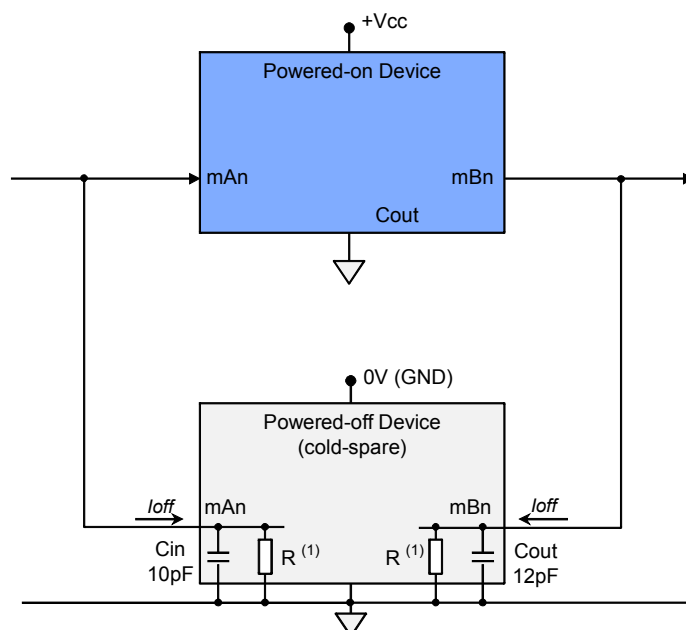 +Vcc
Powered-on Device
mAn
mBn
Cout
0V (GND)
Powered-off Device
(cold-spare)
Ioff
mAn
mBn
Ioff
Cin
10pF
R (1)
R (1)
Cout
12pF